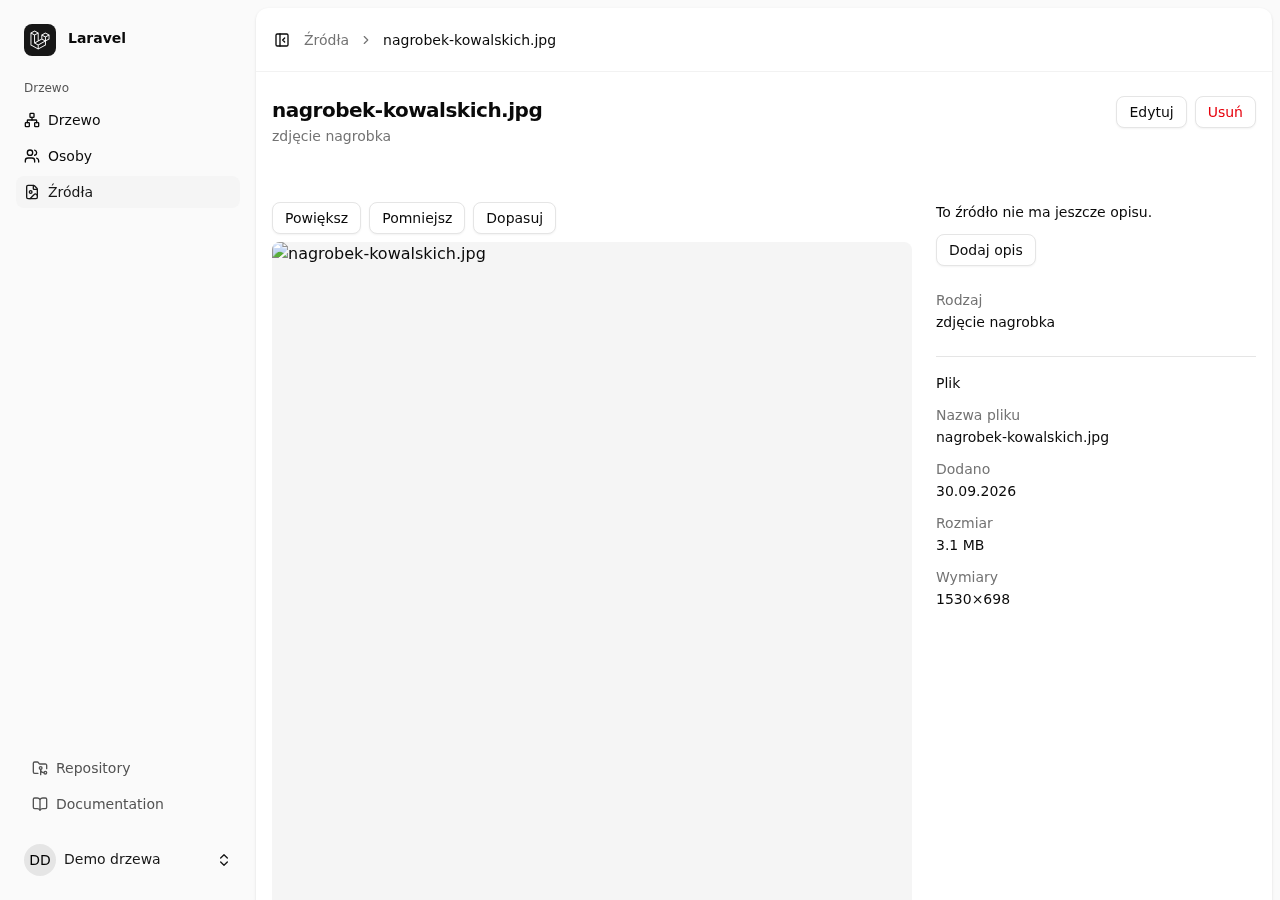 Laravel
Drzewo
Drzewo
Osoby
Źródła
Repository
Documentation
DD
Demo drzewa
Źródła
nagrobek-kowalskich.jpg
nagrobek-kowalskich.jpg
zdjęcie nagrobka
Edytuj
Usuń
Powiększ
Pomniejsz
Dopasuj
nagrobek-kowalskich.jpg
To źródło nie ma jeszcze opisu.
Dodaj opis
Rodzaj
zdjęcie nagrobka
Plik
Nazwa pliku
nagrobek-kowalskich.jpg
Dodano
30.09.2026
Rozmiar
3.1 MB
Wymiary
1530×698